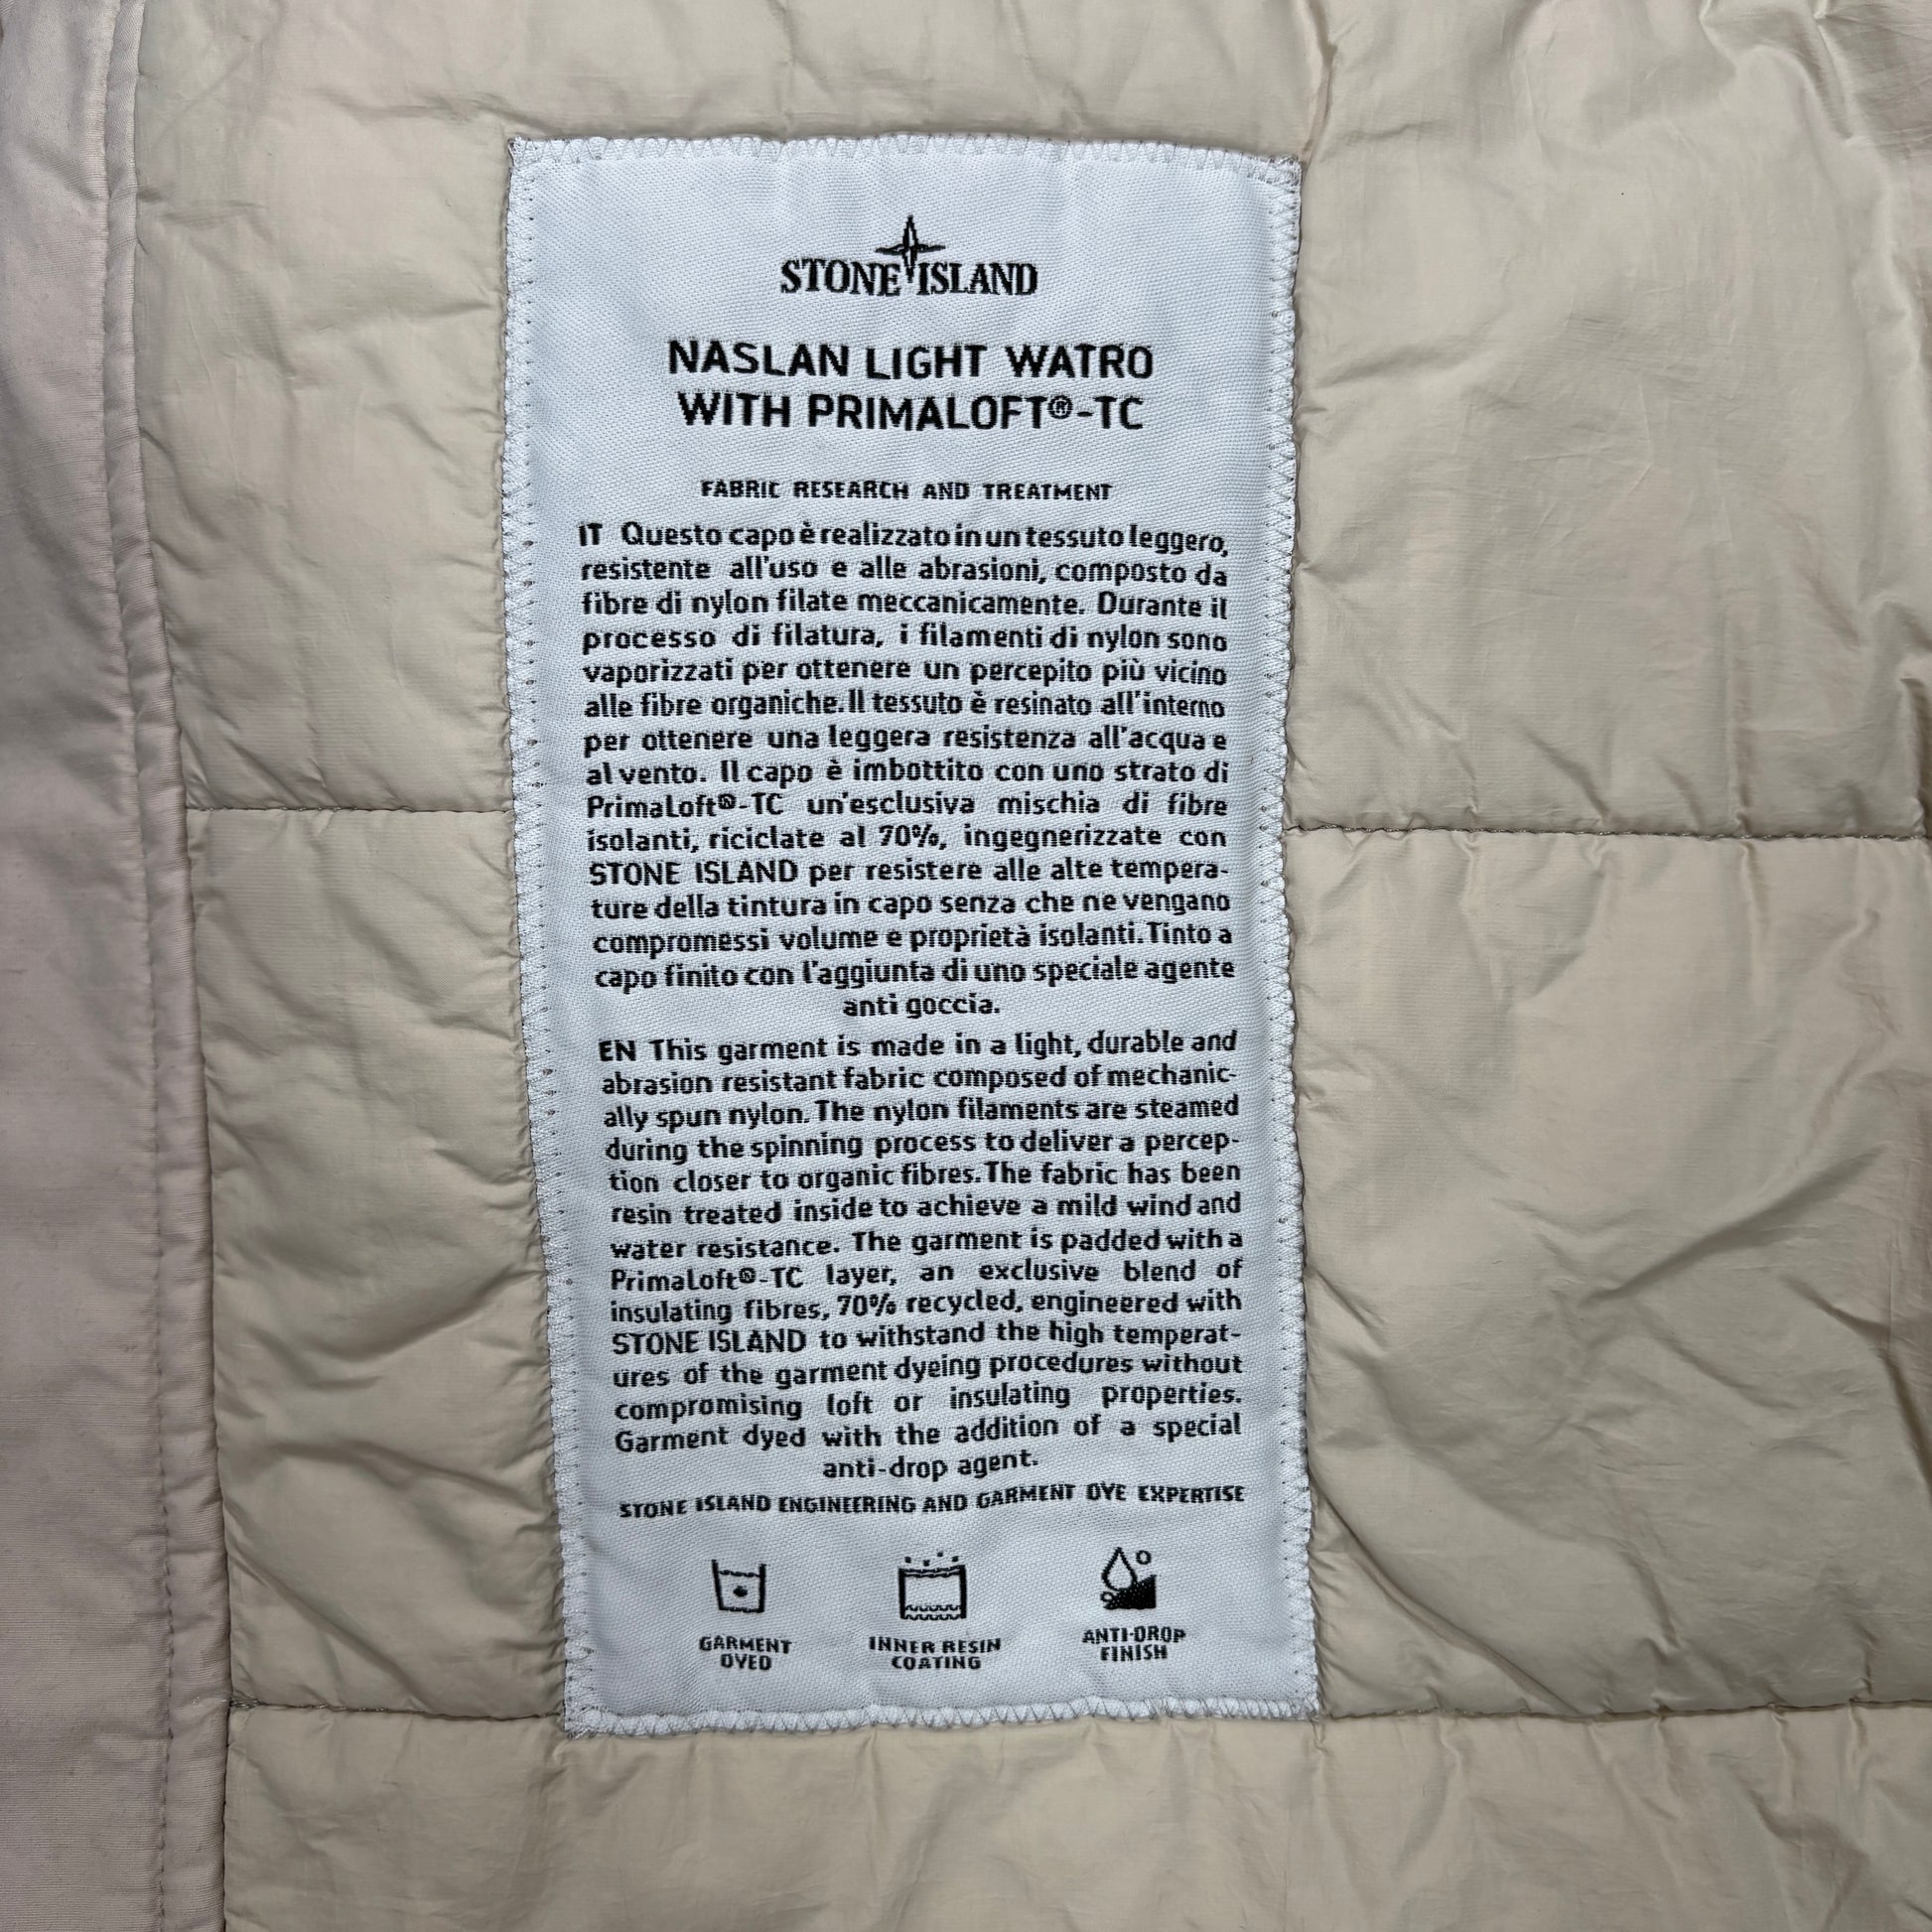 STONE ISLAND
NASLAN LIGHT WATRO
WITH PRIMALOFT®-TC
FABRIC RESEARCH AND TREATMENT
IT Questo capo è realizzato in un tessuto leggero,
resistente all'uso e alle abrasioni, composto da
fibre di nylon filate meccanicamente. Durante il
processo di filatura, i filamenti di nylon sono
vaporizzati per ottenere un percepito più vicino
alle fibre organiche. Il tessuto è resinato all'interno
per ottenere una leggera resistenza all'acqua e
al vento. Il capo è imbottito con uno strato di
PrimaLoft®-TC un'esclusiva mischia di fibre
isolanti, riciclate al 70%, ingegnerizzate con
STONE ISLAND per resistere alle alte tempera-
ture della tintura in capo senza che ne vengano
compromessi volume e proprietà isolanti. Tinto a
capo finito con l'aggiunta di uno speciale agente
anti goccia.
EN This garment is made in a light, durable and
abrasion resistant fabric composed of mechanic-
ally spun nylon. The nylon filaments are steamed
during the spinning process to deliver a percep-
tion closer to organic fibres. The fabric has been
resin treated inside to achieve a mild wind and
water resistance. The garment is padded with a
PrimaLoft®-TC layer, an exclusive blend of
insulating fibres, 70% recycled, engineered with
STONE ISLAND to withstand the high temperat-
ures of the garment dyeing procedures without
compromising loft or insulating properties.
Garment dyed with the addition of a special
anti-drop agent.
STONE ISLAND ENGINEERING AND GARMENT DYE EXPERTISE
GARMENT
DYED
INNER RESIN
COATING
ANTI-DROP
FINISH